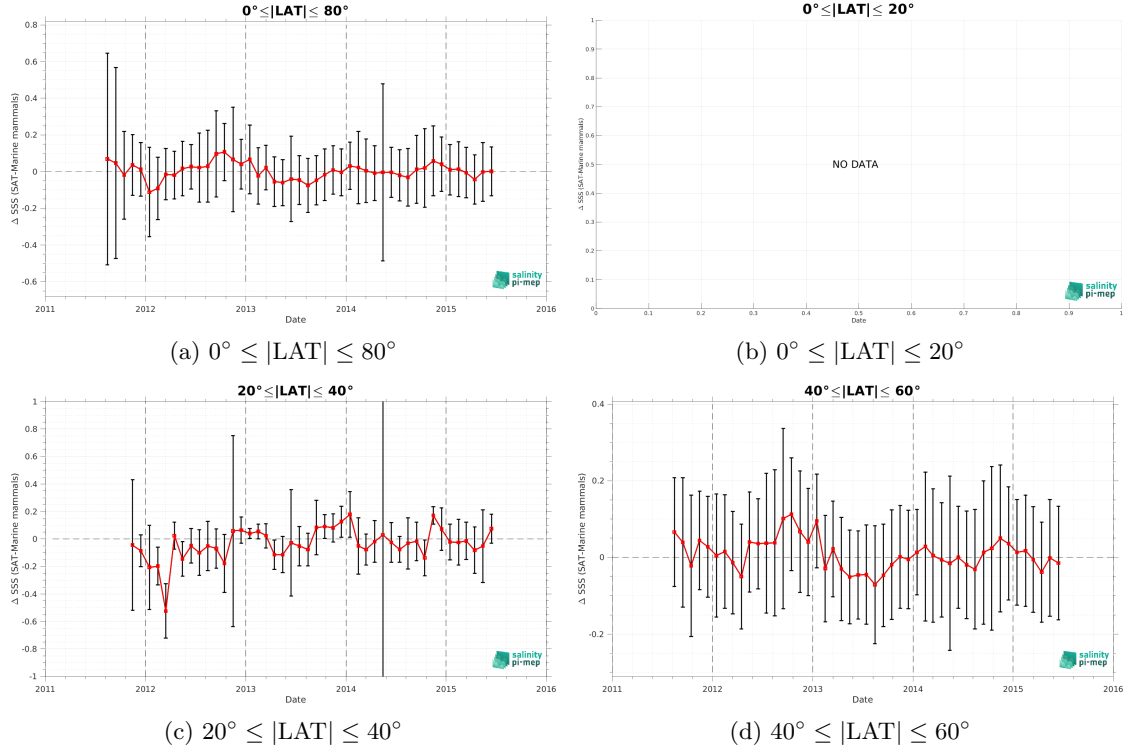 0°≤|LAT|≤ 80°
0.8
0.6
0.4
0.2
0
-0.2
-0.4
-0.6
Δ SSS (SAT-Marine mammals)
2011
2012
2013
2014
2015
2016
Date
salinity
pi-mep
(a) 0° ≤ |LAT| ≤ 80°
0°≤|LAT|≤ 20°
1
0.9
0.8
0.7
0.6
0.5
0.4
0.3
0.2
0.1
0
Δ SSS (SAT-Marine mammals)
NO DATA
0
0.1
0.2
0.3
0.4
0.5
0.6
0.7
0.8
0.9
1
Date
salinity
pi-mep
(b) 0° ≤ |LAT| ≤ 20°
20°≤|LAT|≤ 40°
1
0.8
0.6
0.4
0.2
0
-0.2
-0.4
-0.6
-0.8
-1
Δ SSS (SAT-Marine mammals)
2011
2012
2013
2014
2015
2016
Date
salinity
pi-mep
(c) 20° ≤ |LAT| ≤ 40°
40°≤|LAT|≤ 60°
0.4
0.2
0
-0.2
Δ SSS (SAT-Marine mammals)
2011
2012
2013
2014
2015
2016
Date
salinity
pi-mep
(d) 40° ≤ |LAT| ≤ 60°